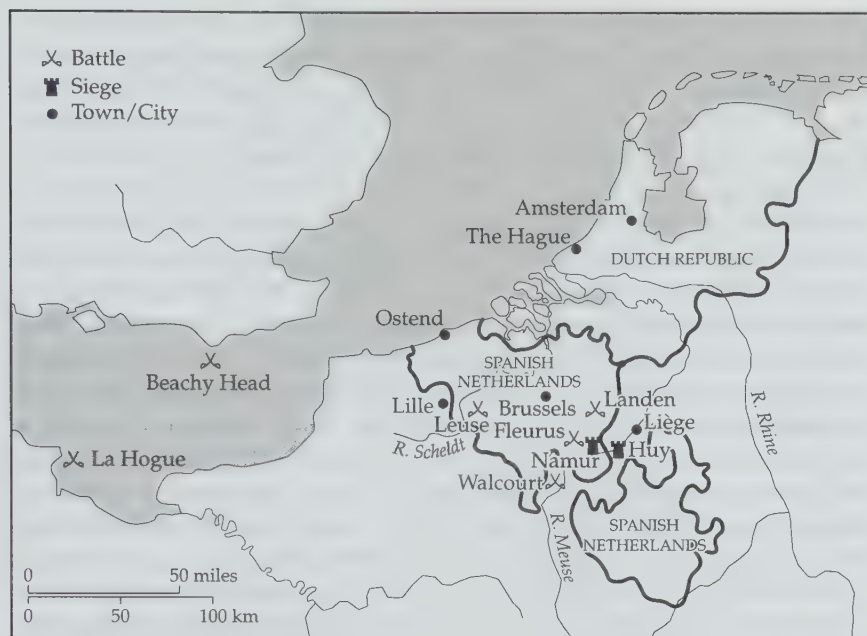 Battle
Siege
Town/City
Amsterdam
The Hague
DUTCH REPUBLIC
Ostend
SPANISH
NETHERLANDS
Beachy Head
Lille
Leuse
Brussels
Landen
Fleurus
Liège
R. Scheldt
La Hogue
Namur
Huy
Walcourt
R. Rhine
R. Meuse
SPANISH
NETHERLANDS
0 50 miles
0 50 100 km